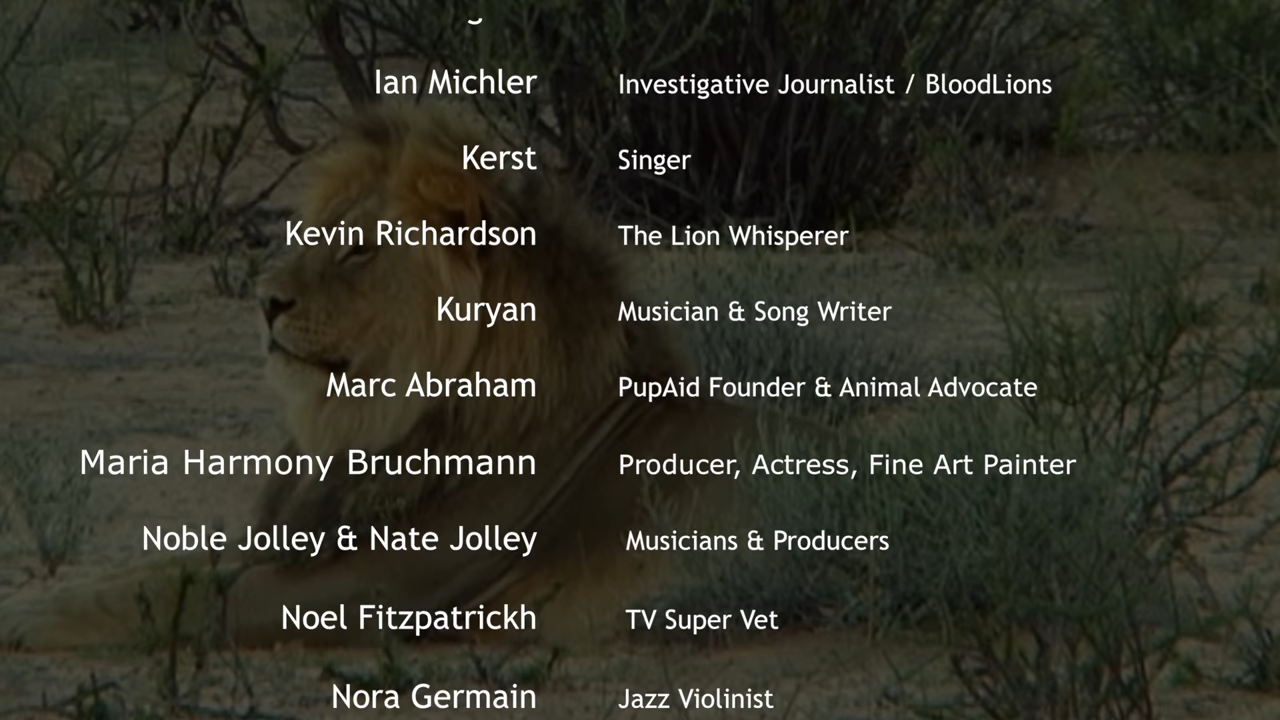 Ian Michler Investigative Journalist / BloodLions
Kerst Singer
Kevin Richardson The Lion Whisperer
Kuryan Musician & Song Writer
Marc Abraham PupAid Founder & Animal Advocate
Maria Harmony Bruchmann Producer, Actress, Fine Art Painter
Noble Jolley & Nate Jolley Musicians & Producers
Noel Fitzpatrickh TV Super Vet
Nora Germain Jazz Violinist